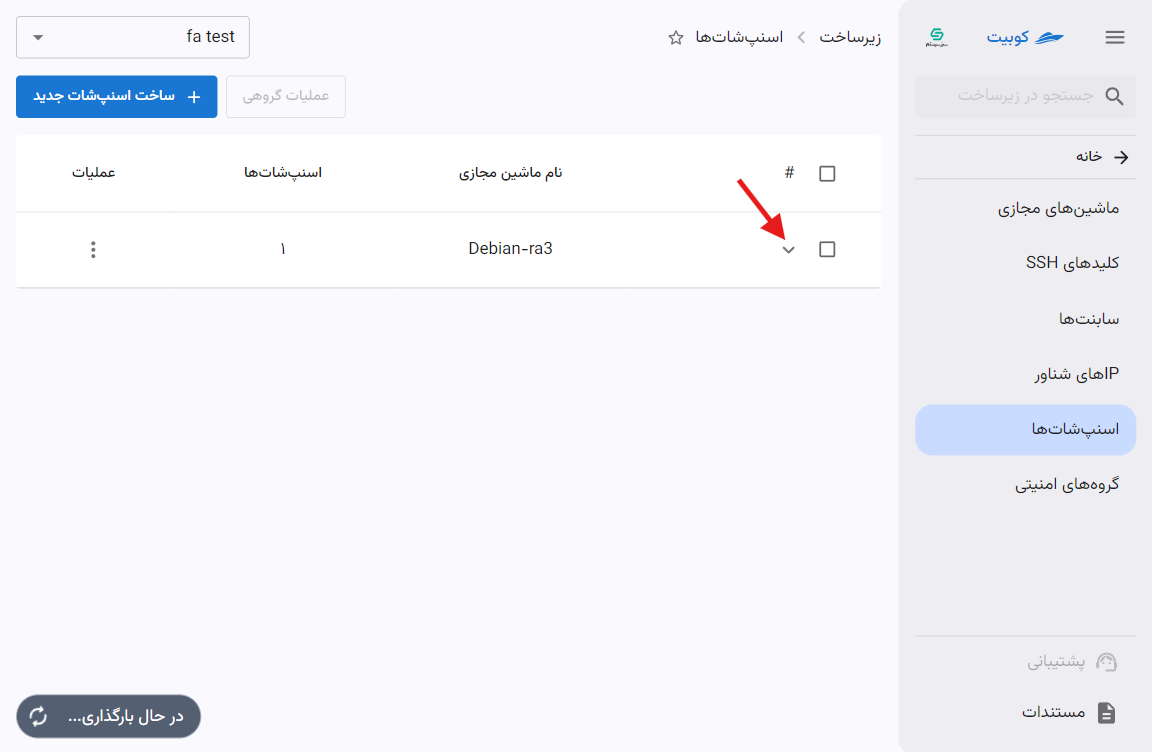 کوبیت
جستجو در زیرساخت
خانه
ماشین‌های مجازی
کلیدهای SSH
سابنت‌ها
IPهای شناور
اسنپ‌شات‌ها
گروه‌های امنیتی
پشتیبانی
مستندات
زیرساخت
اسنپ‌شات‌ها
fa test
عملیات گروهی
ساخت اسنپ‌شات جدید
# نام ماشین مجازی اسنپ‌شات‌ها عملیات
Debian-ra3 ۱
در حال بارگذاری...